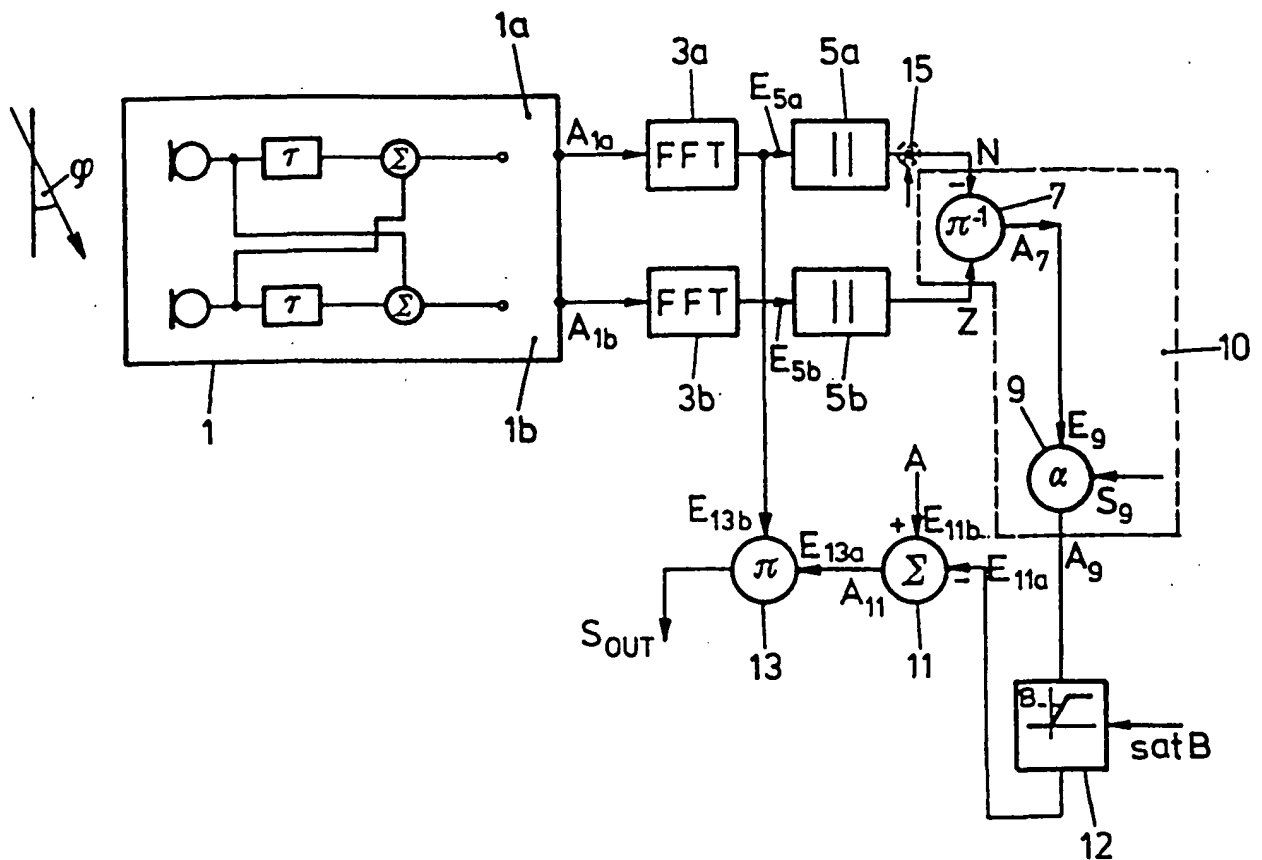 1a
3a
5a
15
E5a
A1a
N
φ
τ
Σ
FFT
||
-
7
π-1
A7
τ
Σ
FFT
||
A1b
E5b
Z
10
1
1b
3b
5b
9
E9
α
S9
A
E13b
+
E11b
E13a
A9
π
Σ
-
E11a
A11
SOUT
13
11
B
satB
12